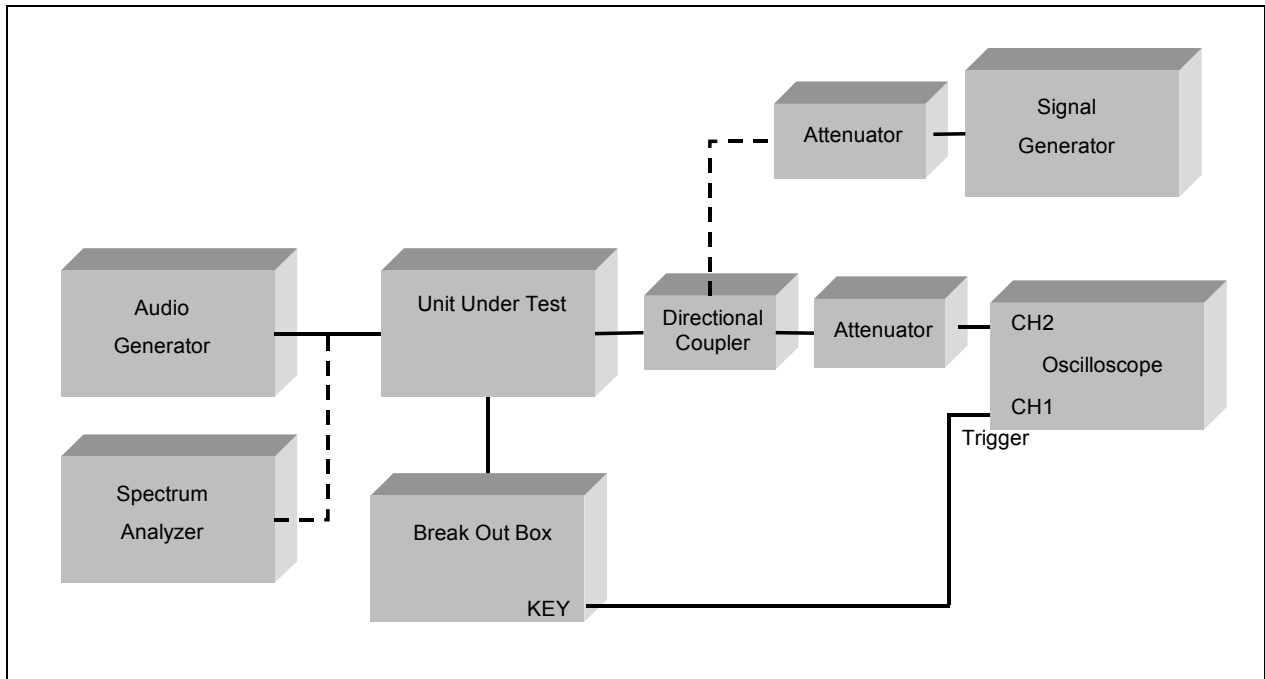 Attenuator
Signal
Generator
Audio
Generator
Unit Under Test
Directional
Coupler
Attenuator
CH2
Oscilloscope
CH1
Trigger
Spectrum
Analyzer
Break Out Box
KEY